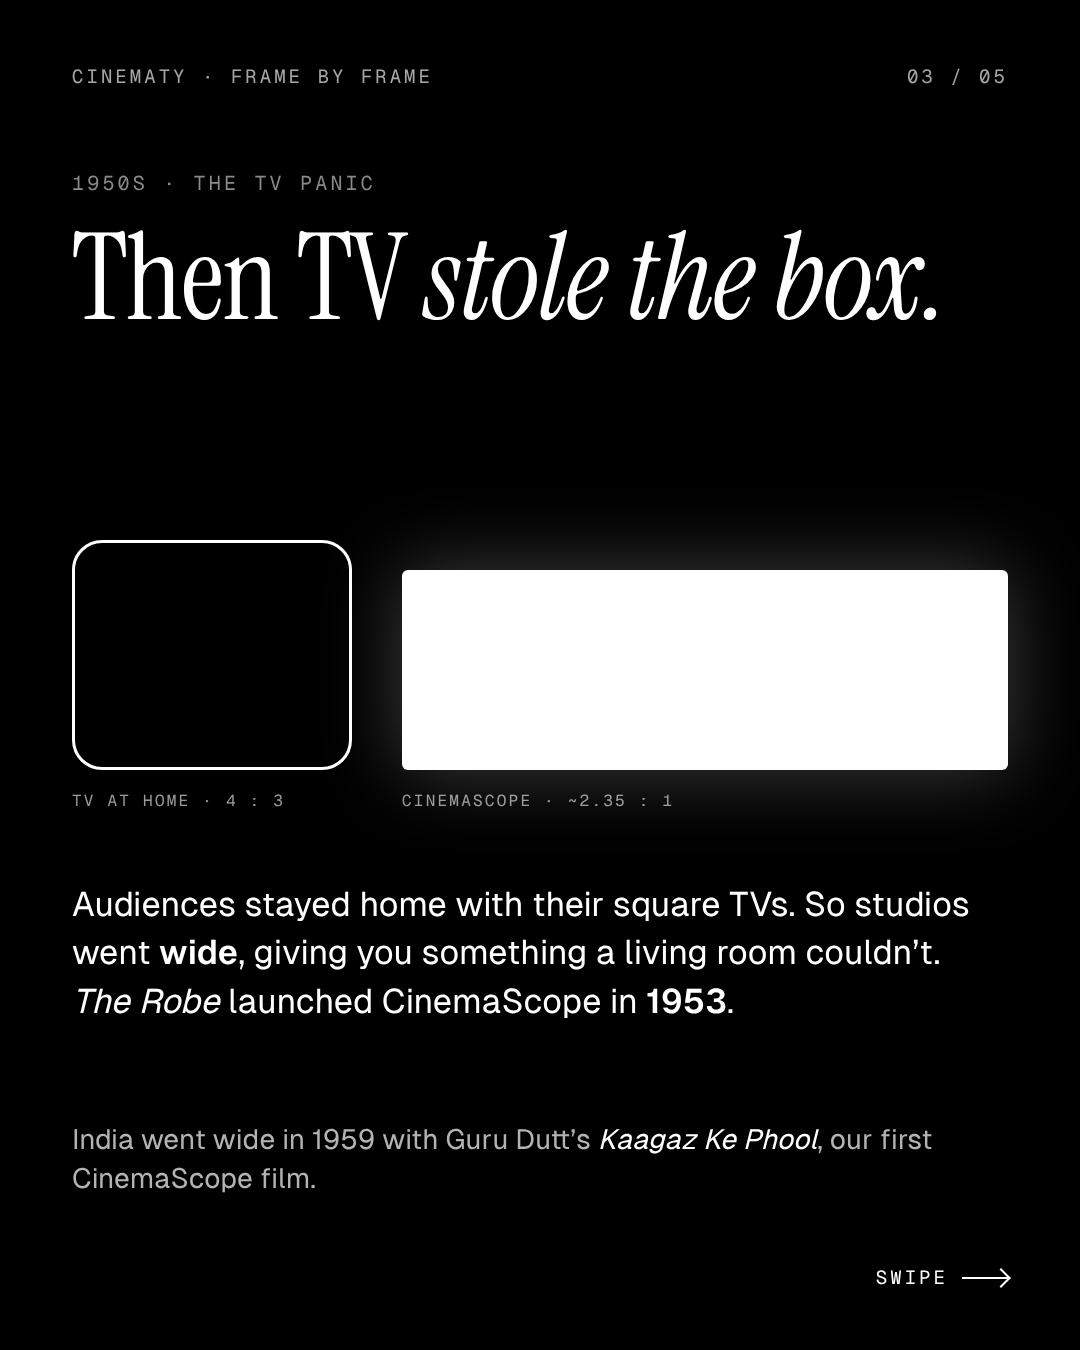 CINEMATY · FRAME BY FRAME
03 / 05
1950S · THE TV PANIC
Then TV stole the box.
TV AT HOME · 4 : 3
CINEMASCOPE · ~2.35 : 1
Audiences stayed home with their square TVs. So studios
went wide, giving you something a living room couldn’t.
The Robe launched CinemaScope in 1953.
India went wide in 1959 with Guru Dutt’s Kaagaz Ke Phool, our first
CinemaScope film.
SWIPE